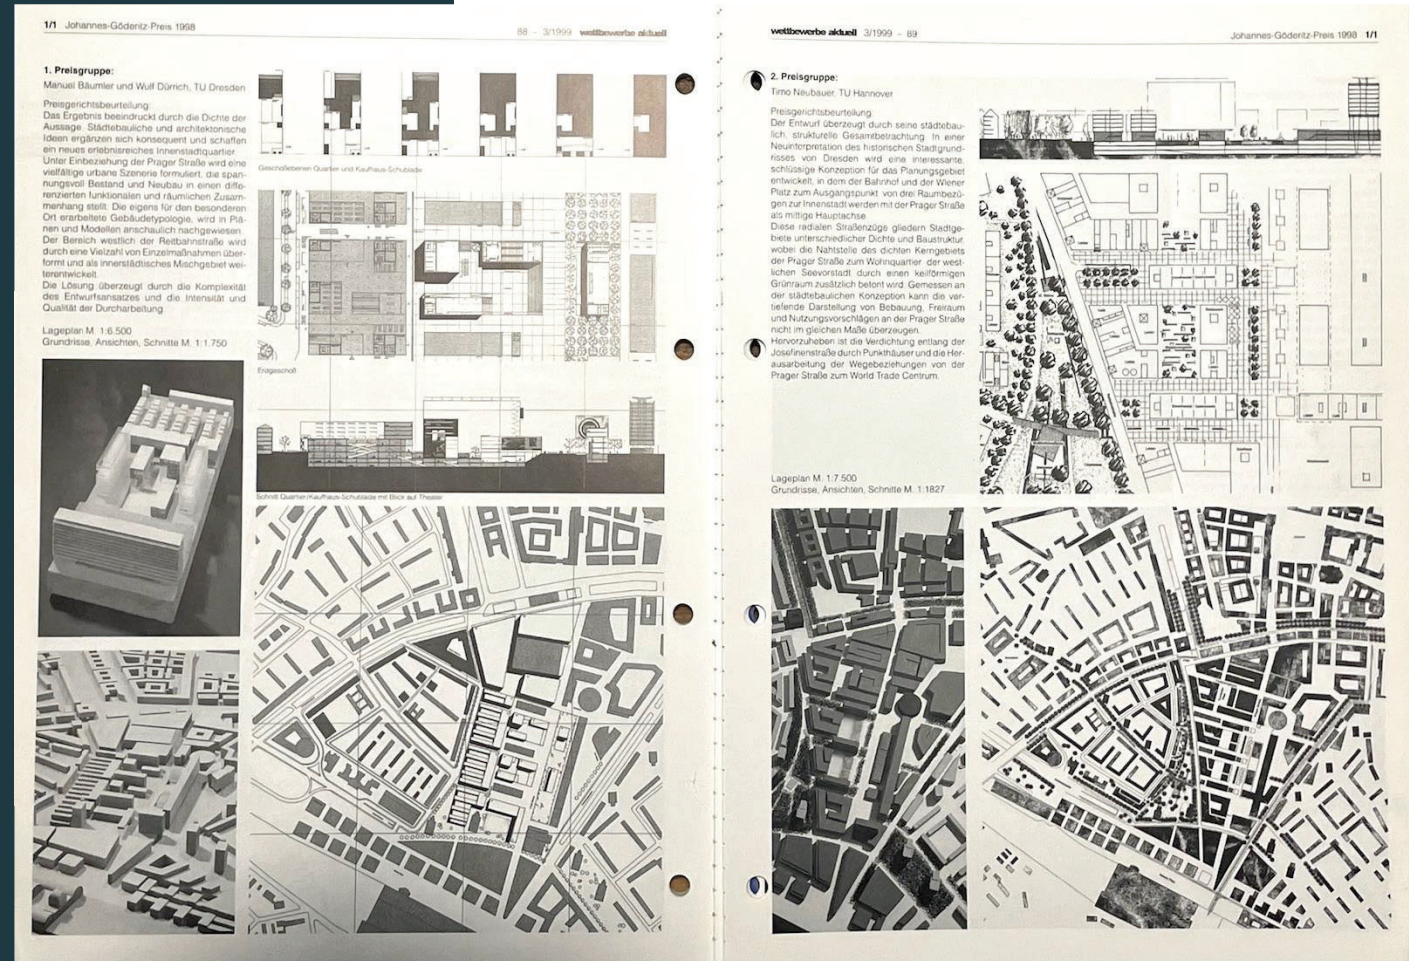 1/1 Johannes-Göderitz-Preis 1998
88 - 3/1999 wettbewerbe aktuell
1. Preisgruppe:
Manuel Bäumler und Wulf Dürrich, TU Dresden
Preisgerichtsbeurteilung:
Das Ergebnis beeindruckt durch die Dichte der
Aussage. Städtebauliche und architektonische
Ideen ergänzen sich konsequent und schaffen
ein neues erlebnisreiches Innenstadtquartier.
Unter Einbeziehung der Prager Straße wird eine
vielfältige urbane Szenerie formuliert, die span-
nungsvoll Bestand und Neubau in einen diffe-
renzierten funktionalen und räumlichen Zusam-
menhang stellt. Die eigens für den besonderen
Ort erarbeitete Gebäudetypologie, wird in Plä-
nen und Modellen anschaulich nachgewiesen.
Der Bereich westlich der Reitbahnstraße wird
durch eine Vielzahl von Einzelmaßnahmen über-
formt und als innerstädtisches Mischgebiet wei-
terentwickelt.
Die Lösung überzeugt durch die Komplexität
des Entwurfsansatzes und die Intensität und
Qualität der Durcharbeitung.
Lageplan M. 1:6.500
Grundrisse, Ansichten, Schnitte M. 1:1.750
Geschoßebenen Quartier und Kaufhaus-Schublade
Erdgeschoß
Schnitt Quartier/Kaufhaus-Schublade mit Blick auf Theater
wettbewerbe aktuell 3/1999 - 89
Johannes-Göderitz-Preis 1998 1/1
2. Preisgruppe:
Timo Neubauer, TU Hannover
Preisgerichtsbeurteilung:
Der Entwurf überzeugt durch seine städtebau-
lich, strukturelle Gesamtbetrachtung. In einer
Neuinterpretation des historischen Stadtgrund-
risses von Dresden wird eine interessante,
schlüssige Konzeption für das Planungsgebiet
entwickelt, in dem der Bahnhof und der Wiener
Platz zum Ausgangspunkt von drei Raumbezü-
gen zur Innenstadt werden mit der Prager Straße
als mittige Hauptachse.
Diese radialen Straßenzüge gliedern Stadtge-
biete unterschiedlicher Dichte und Baustruktur,
wobei die Nahtstelle des dichten Kerngebiets
der Prager Straße zum Wohnquartier der west-
lichen Seevorstadt durch einen keilförmigen
Grünraum zusätzlich betont wird. Gemessen an
der städtebaulichen Konzeption kann die ver-
tiefende Darstellung von Bebauung, Freiraum
und Nutzungsvorschlägen an der Prager Straße
nicht im gleichen Maße überzeugen.
Hervorzuheben ist die Verdichtung entlang der
Josefinenstraße durch Punkthäuser und die Her-
ausarbeitung der Wegebeziehungen von der
Prager Straße zum World Trade Centrum.
Lageplan M. 1:7.500
Grundrisse, Ansichten, Schnitte M. 1:1827